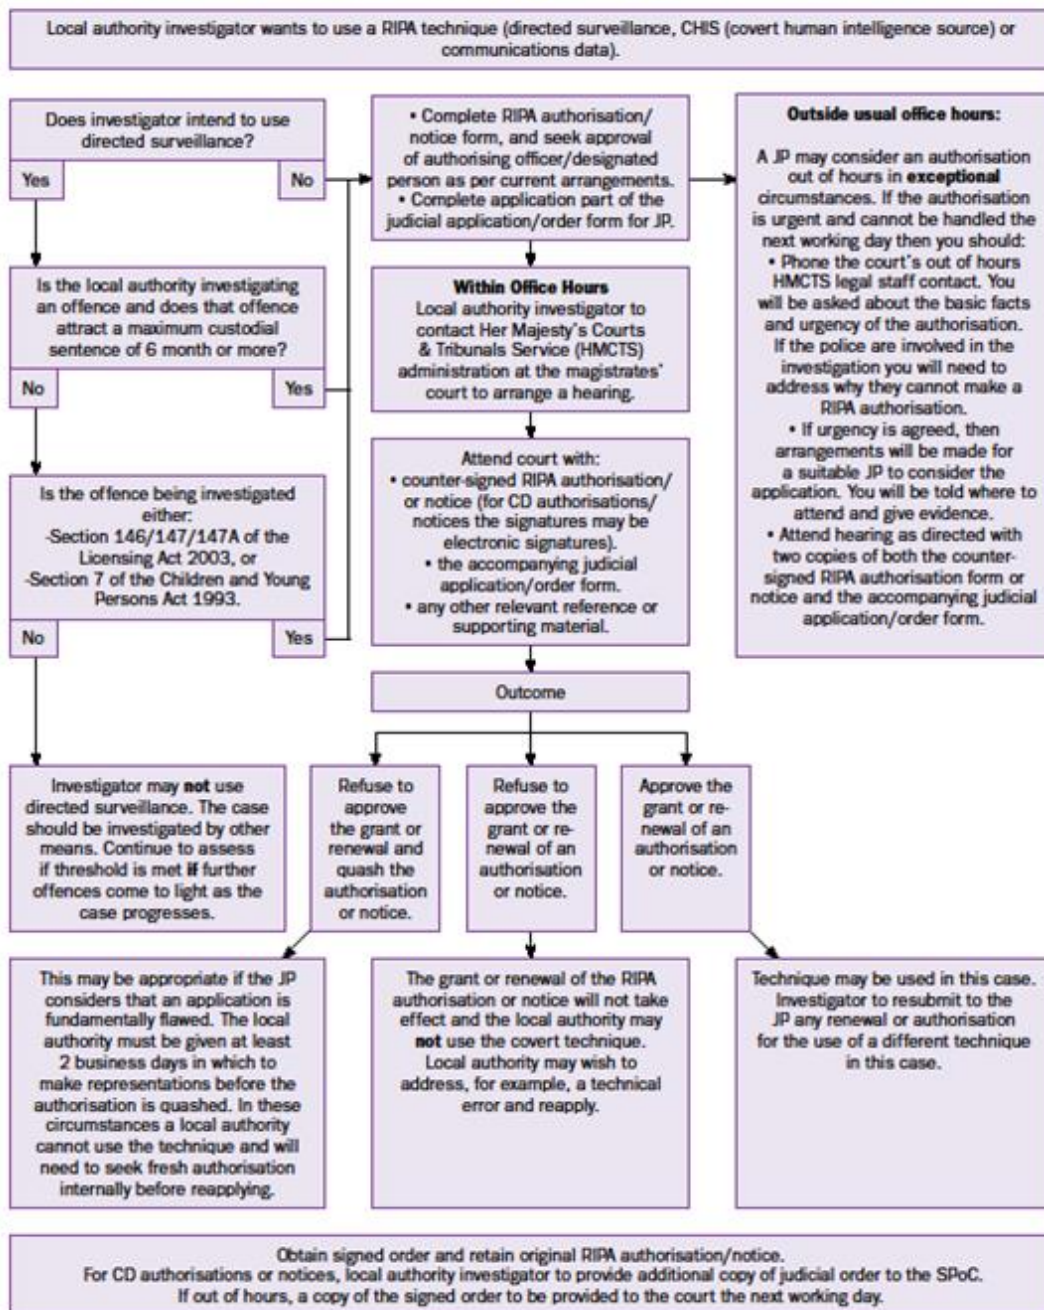 Local authority investigator wants to use a RIPA technique (directed surveillance, CHIS (covert human intelligence source) or
communications data).
Does investigator intend to use
directed surveillance?
Yes
No
Is the local authority investigating
an offence and does that offence
attract a maximum custodial
sentence of 6 month or more?
No
Yes
Is the offence being investigated
either:
-Section 146/147/147A of the
Licensing Act 2003, or
-Section 7 of the Children and Young
Persons Act 1993.
No
Yes
• Complete RIPA authorisation/
notice form, and seek approval
of authorising officer/designated
person as per current arrangements.
• Complete application part of the
judicial application/order form for JP.
Within Office Hours
Local authority investigator to
contact Her Majesty's Courts
& Tribunals Service (HMCTS)
administration at the magistrates'
court to arrange a hearing.
Attend court with:
• counter-signed RIPA authorisation/
or notice (for CD authorisations/
notices the signatures may be
electronic signatures).
• the accompanying judicial
application/order form.
• any other relevant reference or
supporting material.
Outside usual office hours:
A JP may consider an authorisation
out of hours in exceptional
circumstances. If the authorisation
is urgent and cannot be handled the
next working day then you should:
• Phone the court's out of hours
HMCTS legal staff contact. You
will be asked about the basic facts
and urgency of the authorisation.
If the police are involved in the
investigation you will need to
address why they cannot make a
RIPA authorisation.
• If urgency is agreed, then
arrangements will be made for
a suitable JP to consider the
application. You will be told where to
attend and give evidence.
• Attend hearing as directed with
two copies of both the counter-
signed RIPA authorisation form or
notice and the accompanying judicial
application/order form.
Outcome
Investigator may not use
directed surveillance. The case
should be investigated by other
means. Continue to assess
if threshold is met if further
offences come to light as the
case progresses.
Refuse to
approve
the grant or
renewal and
quash the
authorisation
or notice.
Refuse to
approve the
grant or re-
newal of an
authorisation
or notice.
Approve the
grant or re-
newal of an
authorisation
or notice.
This may be appropriate if the JP
considers that an application is
fundamentally flawed. The local
authority must be given at least
2 business days in which to
make representations before the
authorisation is quashed. In these
circumstances a local authority
cannot use the technique and will
need to seek fresh authorisation
internally before reapplying.
The grant or renewal of the RIPA
authorisation or notice will not take
effect and the local authority may
not use the covert technique.
Local authority may wish to
address, for example, a technical
error and reapply.
Technique may be used in this case.
Investigator to resubmit to the
JP any renewal or authorisation
for the use of a different technique
in this case.
Obtain signed order and retain original RIPA authorisation/notice.
For CD authorisations or notices, local authority investigator to provide additional copy of judicial order to the SPoC.
If out of hours, a copy of the signed order to be provided to the court the next working day.